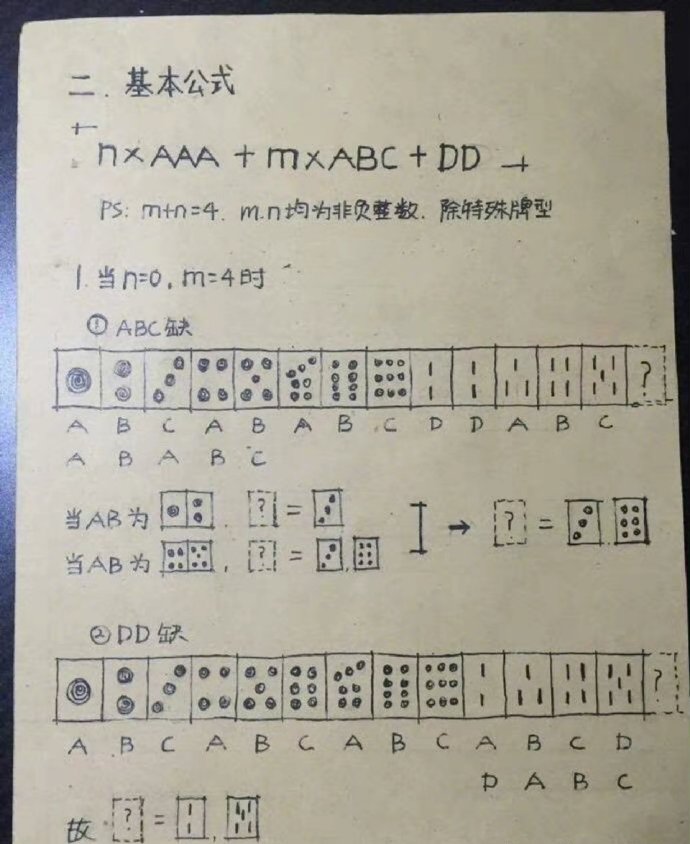 二. 基本公式
n×AAA + m×ABC + DD
PS: m+n=4. m.n均为非负整数. 除特殊牌型
1. 当n=0, m=4时
① ABC缺
?
A B C A B A B C D D A B C
A B A B C
当AB为 , ? =
→ ? =
当AB为 , ? = ,
② DD缺
?
A B C A B C A B C A B C D
D A B C
故 ? = ,